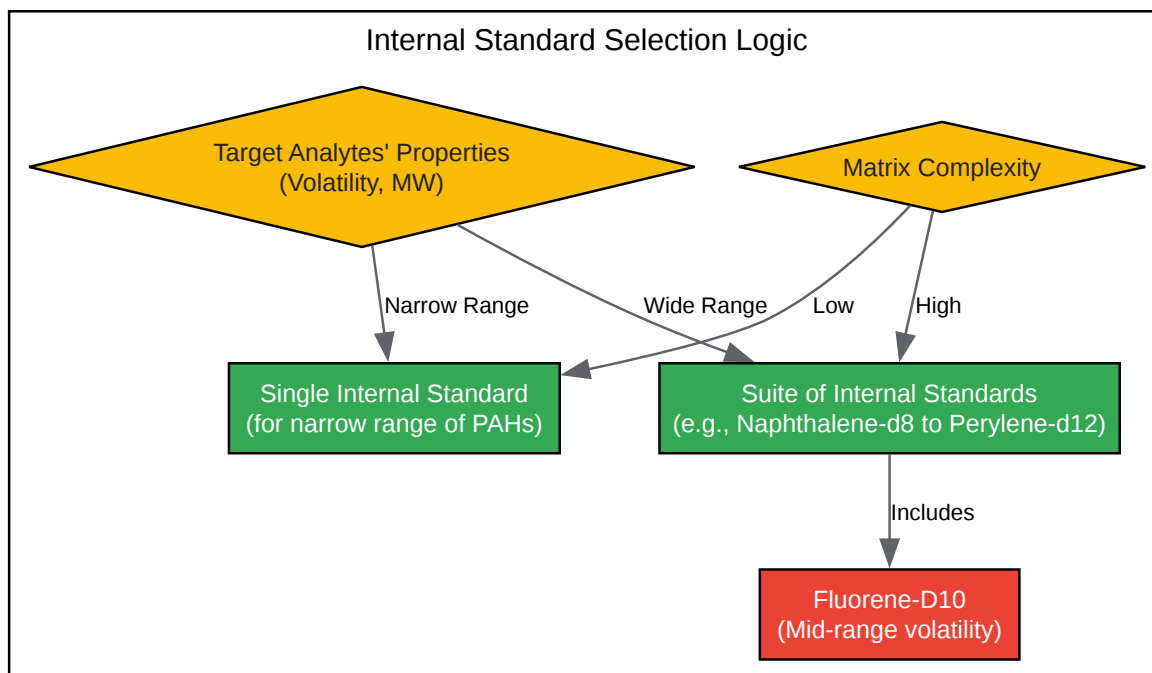 Internal Standard Selection Logic
Target Analytes' Properties
(Volatility, MW)
Matrix Complexity
Narrow Range
Wide Range
Low
High
Single Internal Standard
(for narrow range of PAHs)
Suite of Internal Standards
(e.g., Naphthalene-d8 to Perylene-d12)
Includes
Fluorene-D10
(Mid-range volatility)